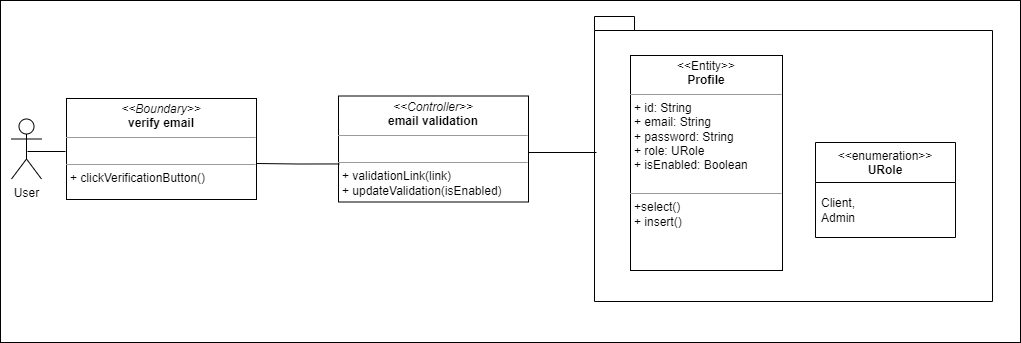 User
<<Boundary>>
verify email
+ clickVerificationButton()
<<Controller>>
email validation
+ validationLink(link)
+ updateValidation(isEnabled)
<<Entity>>
Profile
+ id: String
+ email: String
+ password: String
+ role: URole
+ isEnabled: Boolean
+select()
+ insert()
<<enumeration>>
URole
Client,
Admin